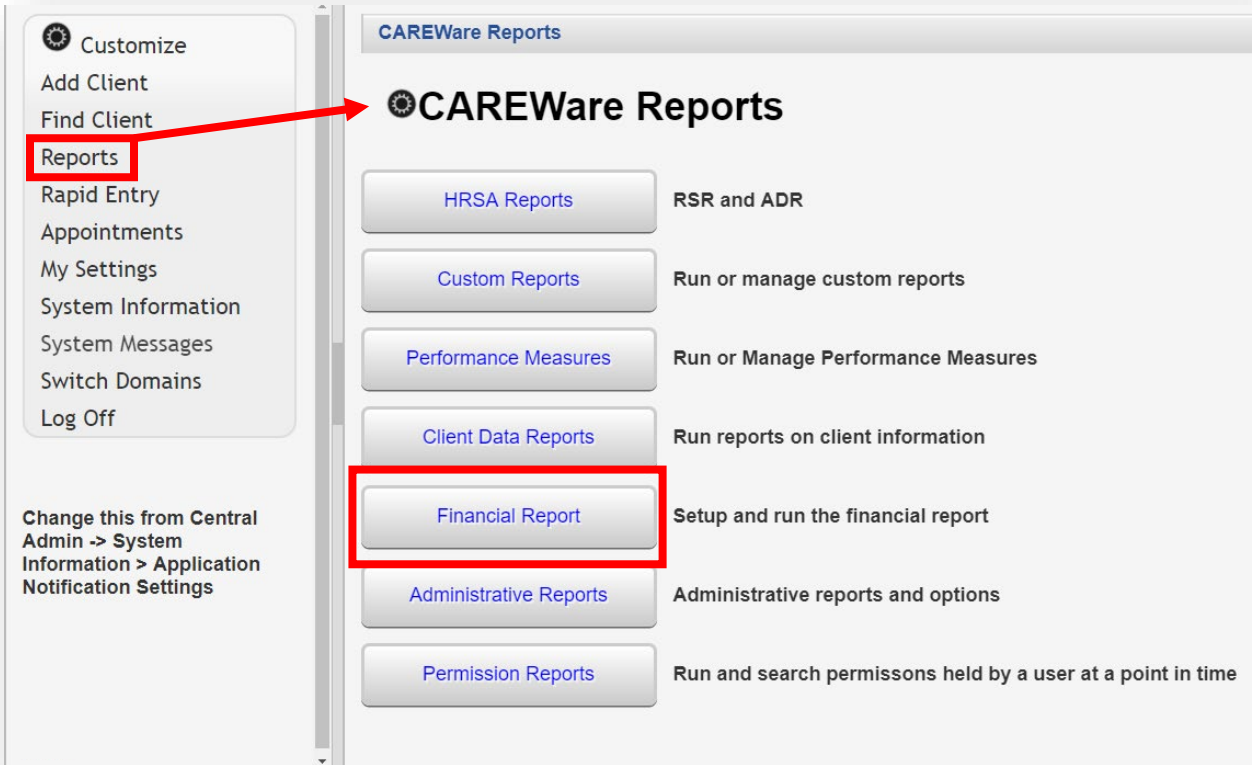 Customize
Add Client
Find Client
Reports
Rapid Entry
Appointments
My Settings
System Information
System Messages
Switch Domains
Log Off
Change this from Central
Admin -> System
Information > Application
Notification Settings
CAREWare Reports
CAREWare Reports
HRSA Reports RSR and ADR
Custom Reports Run or manage custom reports
Performance Measures Run or Manage Performance Measures
Client Data Reports Run reports on client information
Financial Report Setup and run the financial report
Administrative Reports Administrative reports and options
Permission Reports Run and search permissons held by a user at a point in time